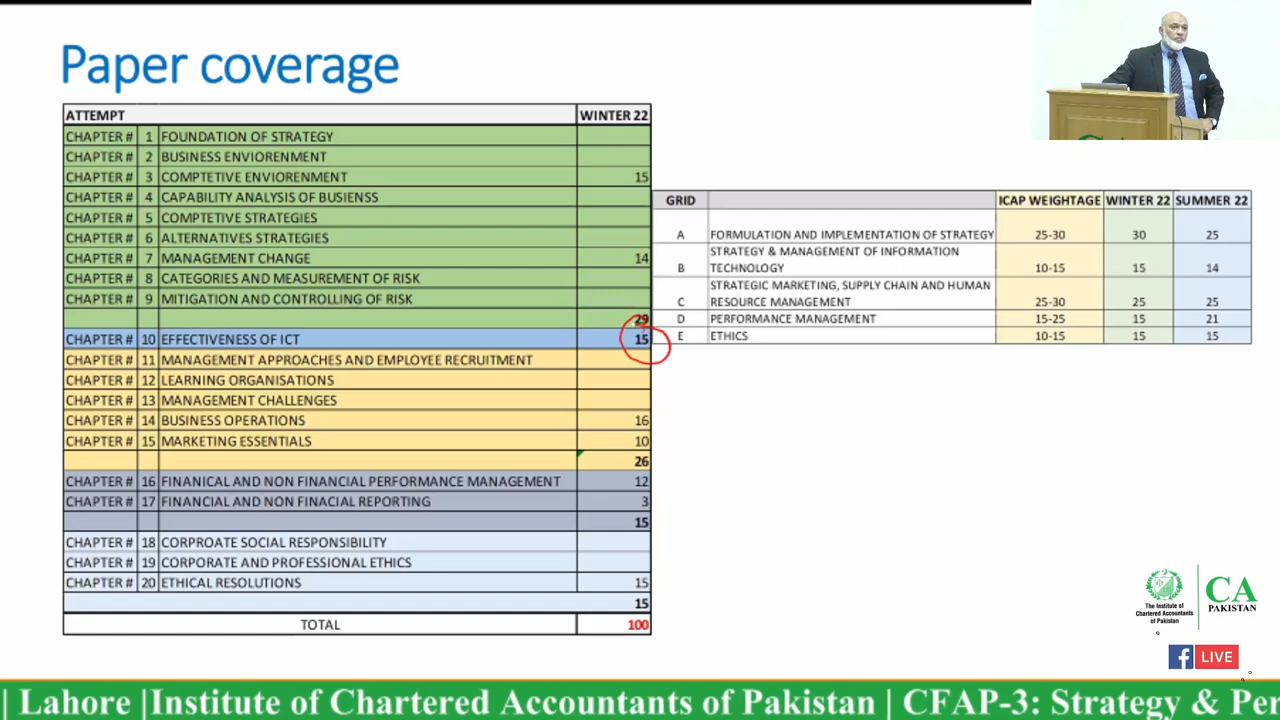 Paper coverage
ATTEMPT WINTER 22
CHAPTER # 1 FOUNDATION OF STRATEGY
CHAPTER # 2 BUSINESS ENVIORENMENT
CHAPTER # 3 COMPTETIVE ENVIORENMENT 15
CHAPTER # 4 CAPABILITY ANALYSIS OF BUSIENSS
CHAPTER # 5 COMPTETIVE STRATEGIES
CHAPTER # 6 ALTERNATIVES STRATEGIES
CHAPTER # 7 MANAGEMENT CHANGE 14
CHAPTER # 8 CATEGORIES AND MEASUREMENT OF RISK
CHAPTER # 9 MITIGATION AND CONTROLLING OF RISK
29
CHAPTER # 10 EFFECTIVENESS OF ICT 15
CHAPTER # 11 MANAGEMENT APPROACHES AND EMPLOYEE RECRUITMENT
CHAPTER # 12 LEARNING ORGANISATIONS
CHAPTER # 13 MANAGEMENT CHALLENGES
CHAPTER # 14 BUSINESS OPERATIONS 16
CHAPTER # 15 MARKETING ESSENTIALS 10
26
CHAPTER # 16 FINANICAL AND NON FINANCIAL PERFORMANCE MANAGEMENT 12
CHAPTER # 17 FINANCIAL AND NON FINACIAL REPORTING 3
15
CHAPTER # 18 CORPROATE SOCIAL RESPONSIBILITY
CHAPTER # 19 CORPORATE AND PROFESSIONAL ETHICS
CHAPTER # 20 ETHICAL RESOLUTIONS 15
15
TOTAL 100
GRID ICAP WEIGHTAGE WINTER 22 SUMMER 22
A FORMULATION AND IMPLEMENTATION OF STRATEGY 25-30 30 25
STRATEGY & MANAGEMENT OF INFORMATION
B TECHNOLOGY 10-15 15 14
STRATEGIC MARKETING, SUPPLY CHAIN AND HUMAN
C RESOURCE MANAGEMENT 25-30 25 25
D PERFORMANCE MANAGEMENT 15-25 15 21
E ETHICS 10-15 15 15
The Institute of
Chartered Accountants
of Pakistan
CA
PAKISTAN
f LIVE
| Lahore |Institute of Chartered Accountants of Pakistan | CFAP-3: Strategy & Per